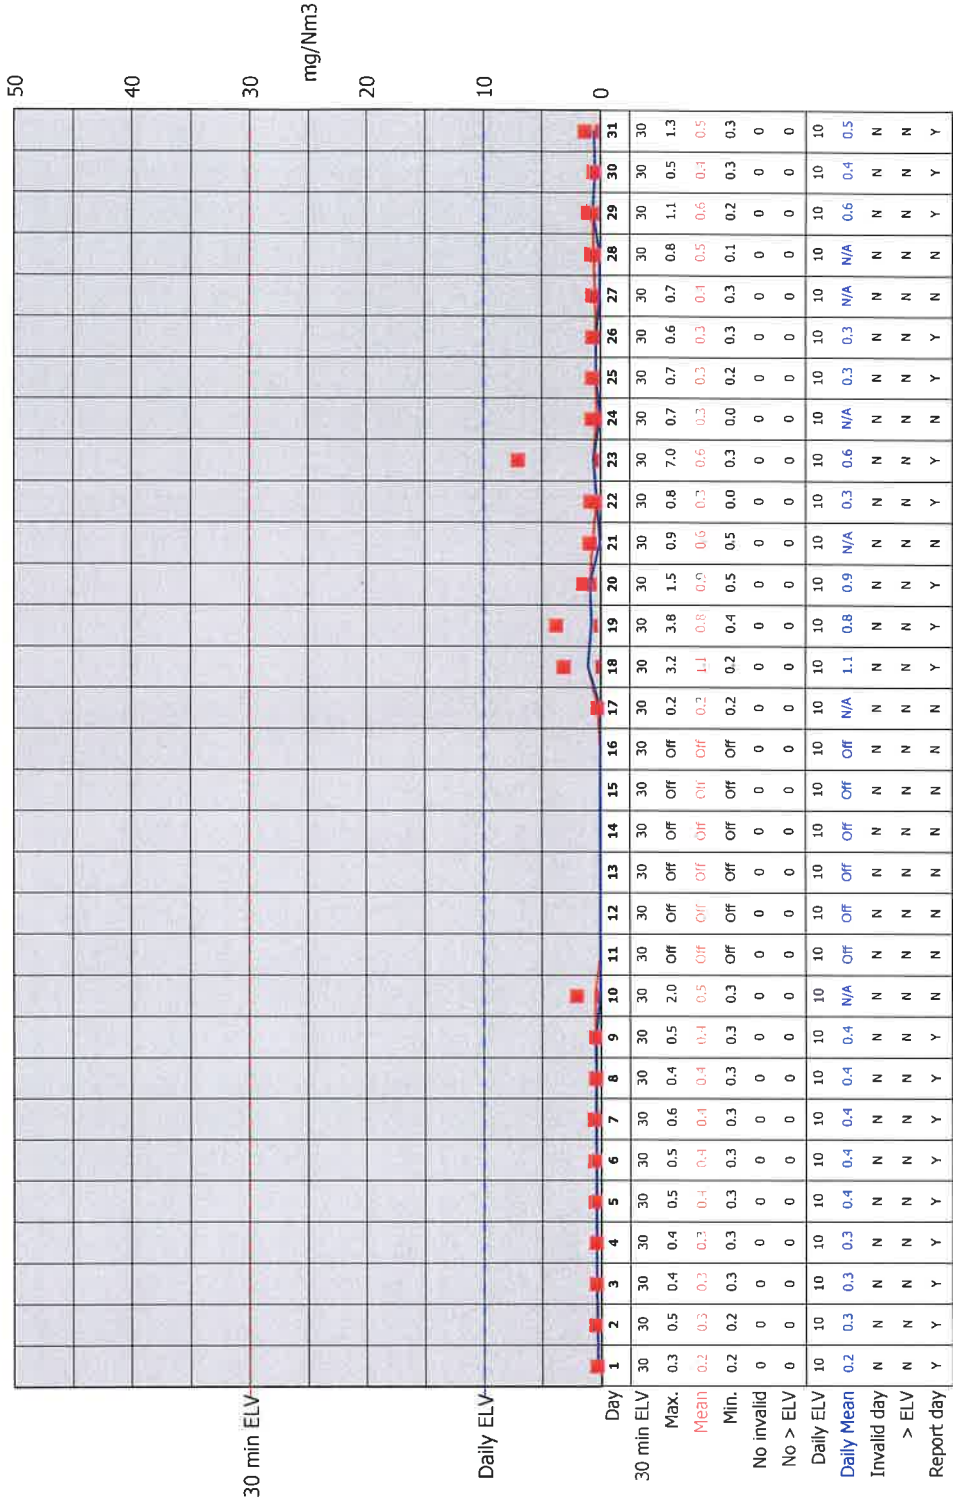 50
40
30
20
10
0
mg/Nm3
30 min ELV
Daily ELV
Day 1 2 3 4 5 6 7 8 9 10 11 12 13 14 15 16 17 18 19 20 21 22 23 24 25 26 27 28 29 30 31
30 min ELV 30 30 30 30 30 30 30 30 30 30 30 30 30 30 30 30 30 30 30 30 30 30 30 30 30 30 30 30 30 30 30
Max. 0.3 0.5 0.4 0.4 0.5 0.5 0.6 0.4 0.5 2.0 Off Off Off Off Off Off 0.2 3.2 3.8 1.5 0.9 0.8 7.0 0.7 0.7 0.6 0.7 0.8 1.1 0.5 1.3
Mean 0.2 0.3 0.3 0.3 0.4 0.4 0.4 0.4 0.4 0.5 Off Off Off Off Off Off 0.2 1.1 0.8 0.9 0.6 0.3 0.6 0.3 0.3 0.3 0.4 0.5 0.6 0.4 0.5
Min. 0.2 0.2 0.3 0.3 0.3 0.3 0.3 0.3 0.3 0.3 Off Off Off Off Off Off 0.2 0.2 0.4 0.5 0.5 0.0 0.3 0.0 0.2 0.3 0.3 0.1 0.2 0.3 0.3
No invalid 0 0 0 0 0 0 0 0 0 0 0 0 0 0 0 0 0 0 0 0 0 0 0 0 0 0 0 0 0 0 0
No > ELV 0 0 0 0 0 0 0 0 0 0 0 0 0 0 0 0 0 0 0 0 0 0 0 0 0 0 0 0 0 0 0
Daily ELV 10 10 10 10 10 10 10 10 10 10 10 10 10 10 10 10 10 10 10 10 10 10 10 10 10 10 10 10 10 10 10
Daily Mean 0.2 0.3 0.3 0.3 0.4 0.4 0.4 0.4 0.4 N/A Off Off Off Off Off Off N/A 1.1 0.8 0.9 N/A 0.3 0.6 N/A 0.3 0.3 N/A N/A 0.6 0.4 0.5
Invalid day N N N N N N N N N N N N N N N N N N N N N N N N N N N N N N N
> ELV N N N N N N N N N N N N N N N N N N N N N N N N N N N N N N N
Report day Y Y Y Y Y Y Y Y Y N N N N N N N N Y Y Y N Y Y N Y Y N N Y Y Y